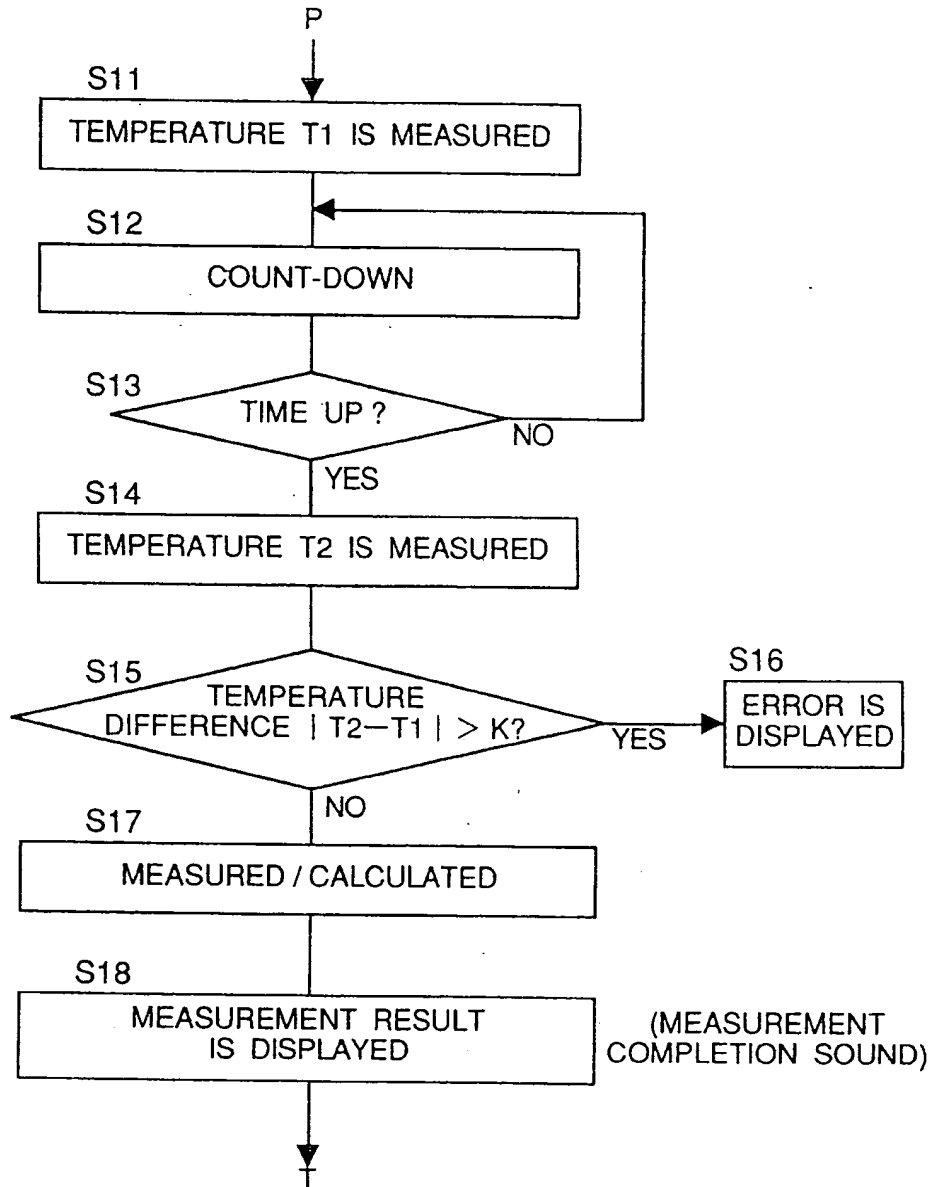 P
S11
TEMPERATURE T1 IS MEASURED
S12
COUNT-DOWN
S13
TIME UP ?
NO
YES
S14
TEMPERATURE T2 IS MEASURED
S15
TEMPERATURE
DIFFERENCE | T2–T1 | > K?
YES
S16
ERROR IS
DISPLAYED
NO
S17
MEASURED / CALCULATED
S18
MEASUREMENT RESULT
IS DISPLAYED
(MEASUREMENT
COMPLETION SOUND)